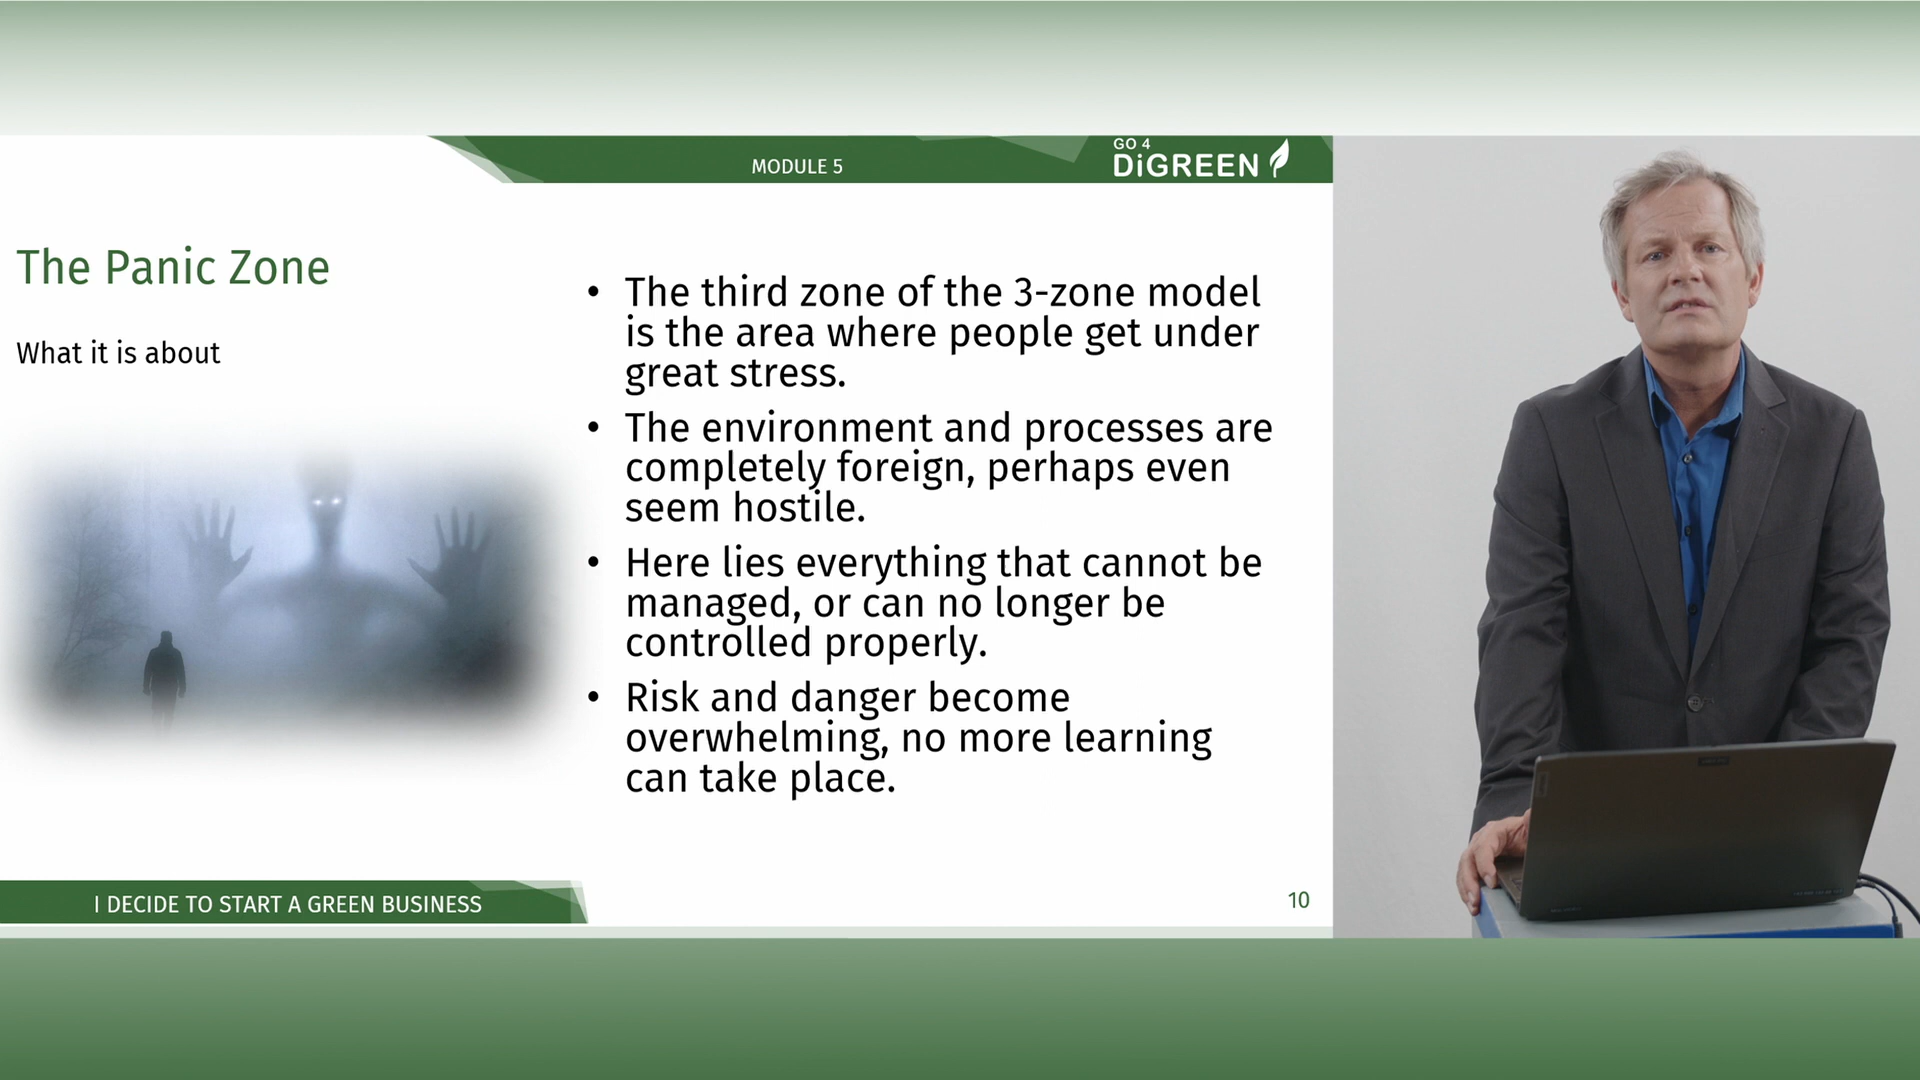 MODULE 5
GO 4
DiGREEN
The Panic Zone
What it is about
• The third zone of the 3-zone model
is the area where people get under
great stress.
• The environment and processes are
completely foreign, perhaps even
seem hostile.
• Here lies everything that cannot be
managed, or can no longer be
controlled properly.
• Risk and danger become
overwhelming, no more learning
can take place.
I DECIDE TO START A GREEN BUSINESS
10